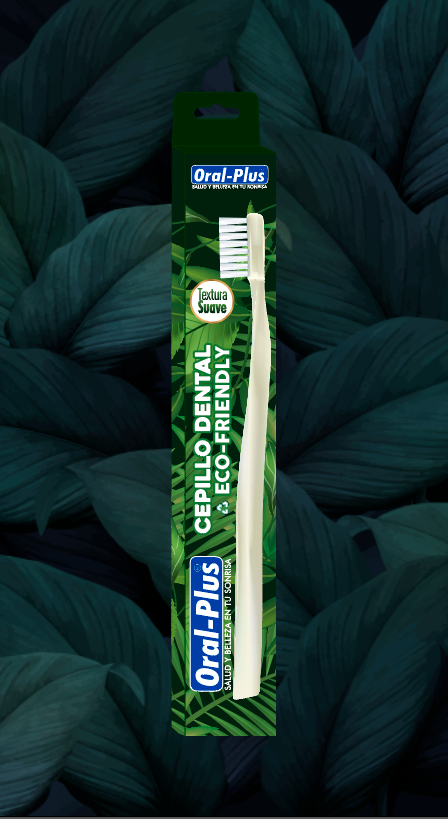 Oral-Plus
SALUD Y BELLEZA EN TU SONRISA
Textura
Suave
CEPILLO DENTAL
ECO-FRIENDLY
Oral-Plus®
SALUD Y BELLEZA EN TU SONRISA